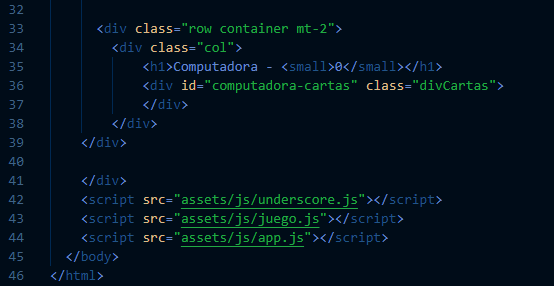 32
33 <div class="row container mt-2">
34 <div class="col">
35 <h1>Computadora - <small>0</small></h1>
36 <div id="computadora-cartas" class="divCartas">
37 </div>
38 </div>
39 </div>
40
41 </div>
42 <script src="assets/js/underscore.js"></script>
43 <script src="assets/js/juego.js"></script>
44 <script src="assets/js/app.js"></script>
45 </body>
46 </html>